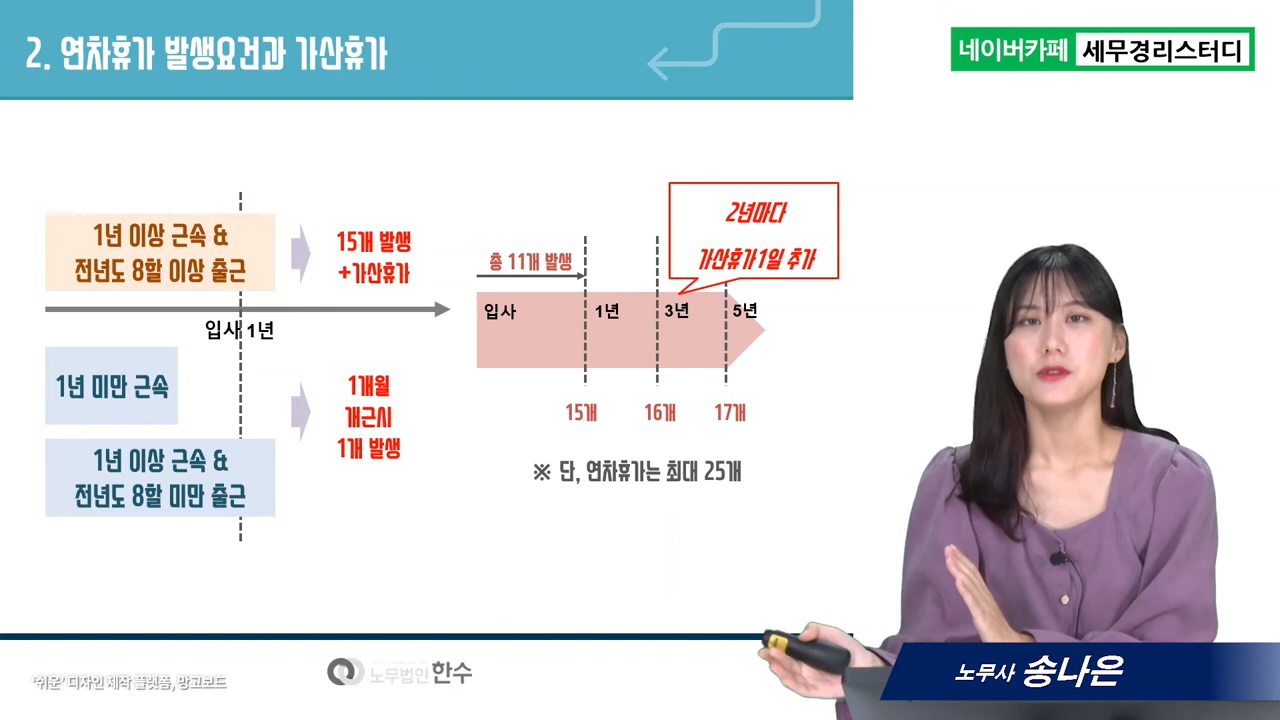 2. 연차휴가 발생요건과 가산휴가
네이버카페 세무경리스터디
1년 이상 근속 &
전년도 8할 이상 출근
15개 발생
+가산휴가
입사 1년
1년 미만 근속
1년 이상 근속 &
전년도 8할 미만 출근
1개월
개근시
1개 발생
2년마다
가산휴가1일 추가
총 11개 발생
입사 1년 3년 5년
15개 16개 17개
※ 단, 연차휴가는 최대 25개
'쉬운' 디자인 제작 플랫폼, 망고보드
노무법인 한수
노무사 송나은